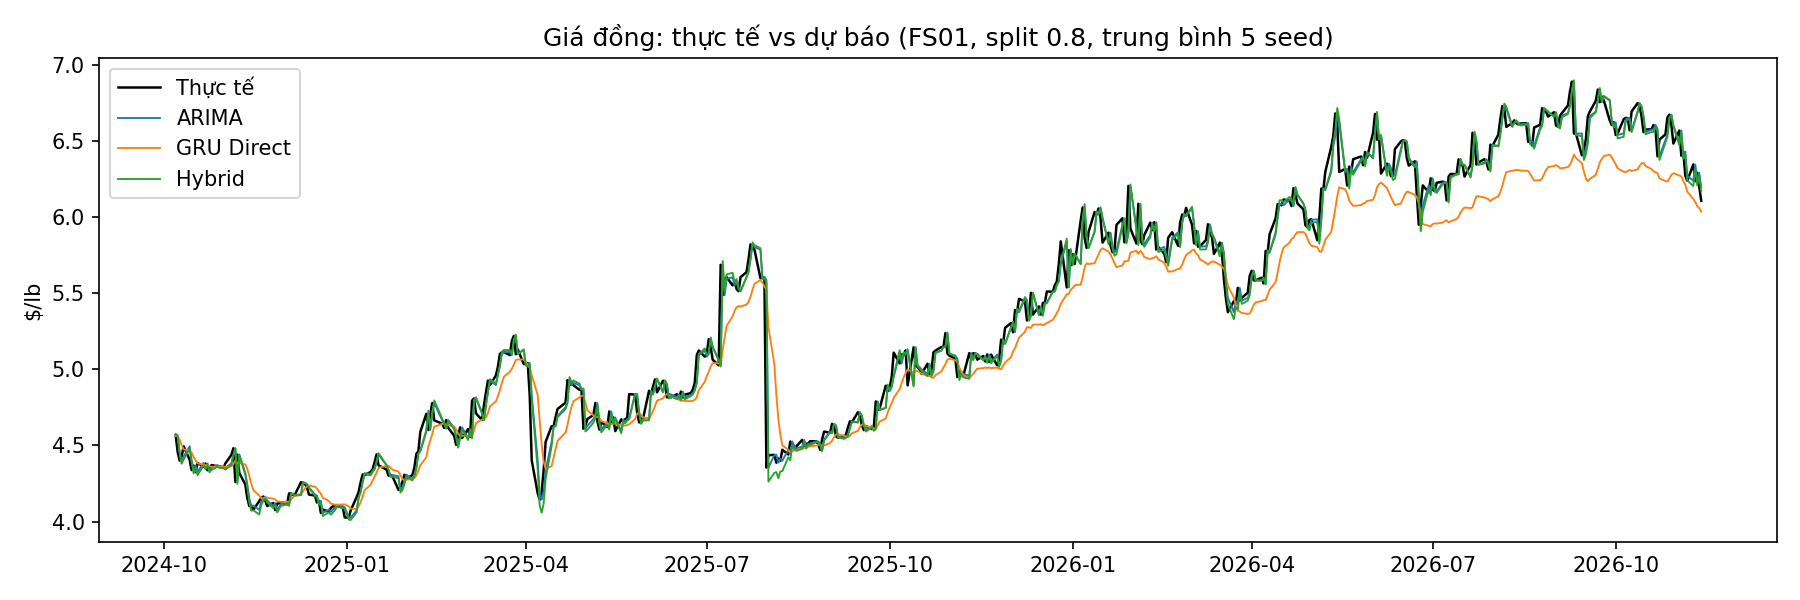 Giá đồng: thực tế vs dự báo (FS01, split 0.8, trung bình 5 seed)
Thực tế
ARIMA
GRU Direct
Hybrid
$/lb
7.0
6.5
6.0
5.5
5.0
4.5
4.0
2024-10 2025-01 2025-04 2025-07 2025-10 2026-01 2026-04 2026-07 2026-10